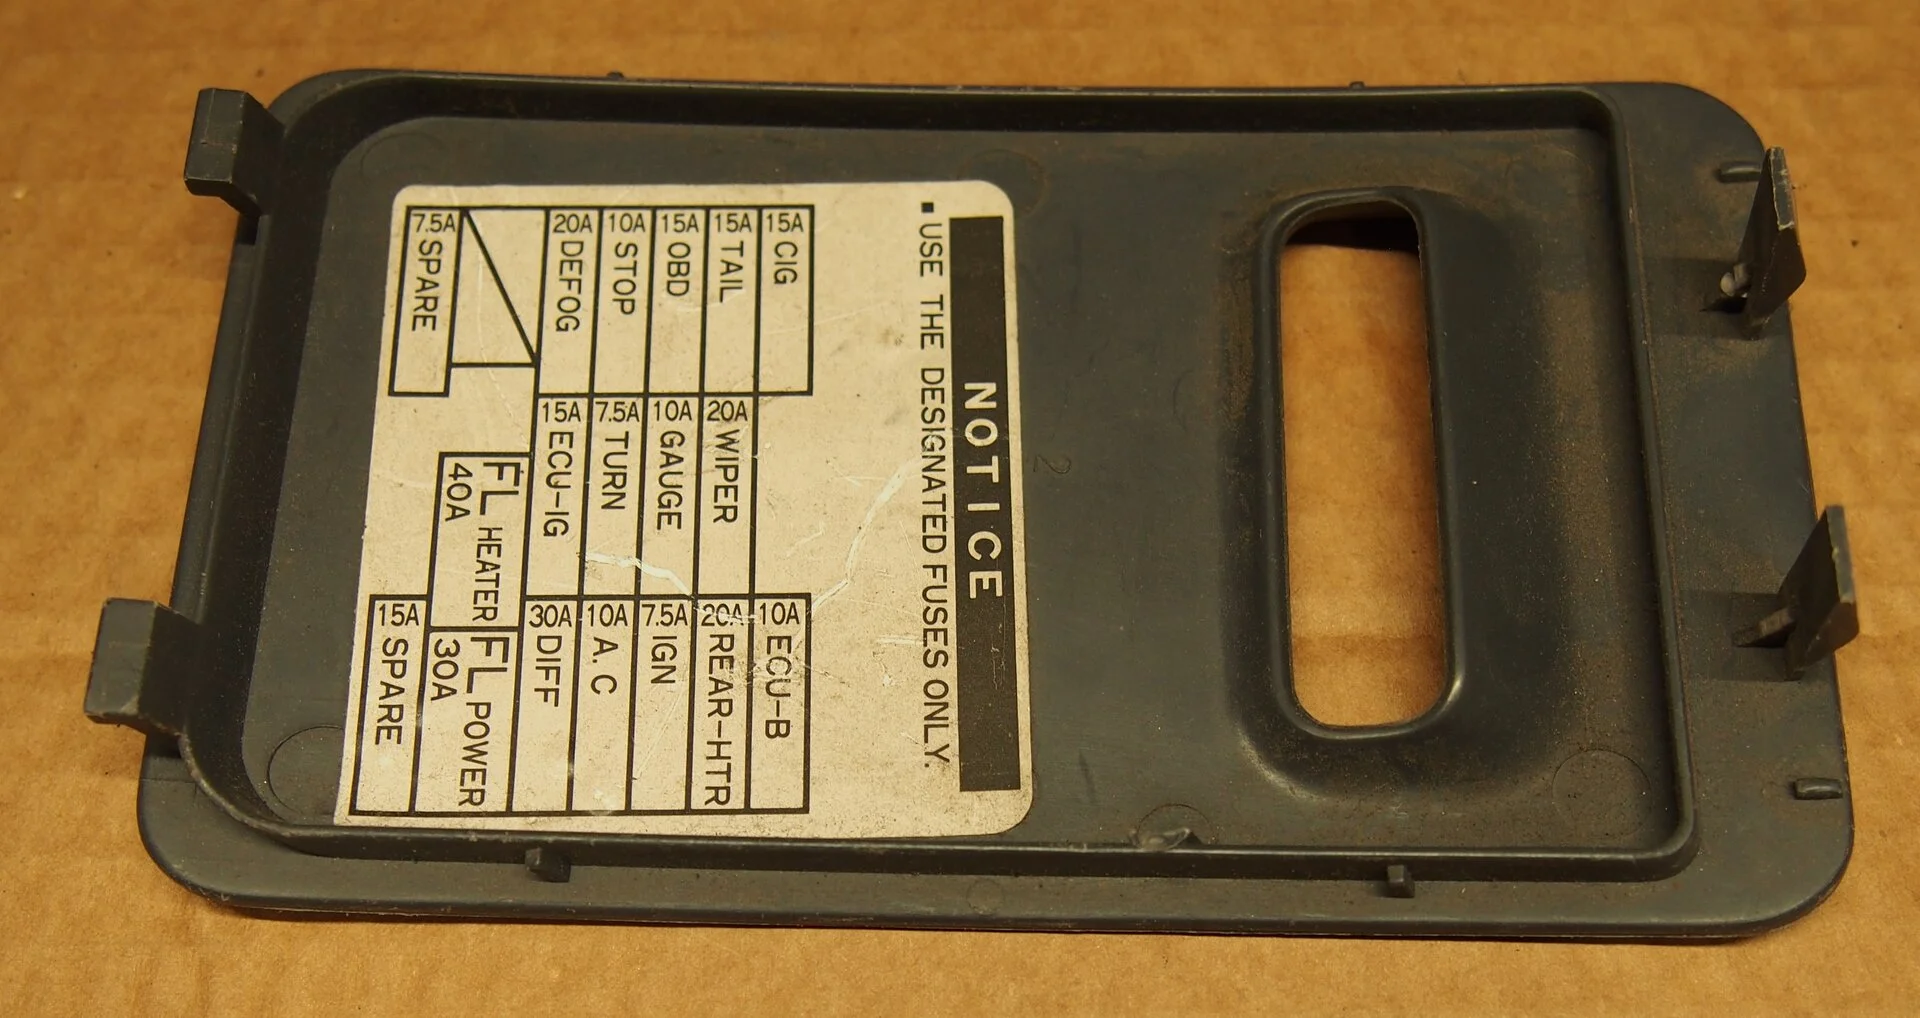 NOTICE
▪USE THE DESIGNATED FUSES ONLY.
15A CIG 10A ECU-B
15A TAIL 20A WIPER 20A REAR-HTR
15A OBD 10A GAUGE 7.5A IGN
10A STOP 7.5A TURN 10A A.C
20A DEFOG 15A ECU-IG 30A DIFF
FL HEATER FL POWER
40A 30A
7.5A SPARE 15A SPARE
2